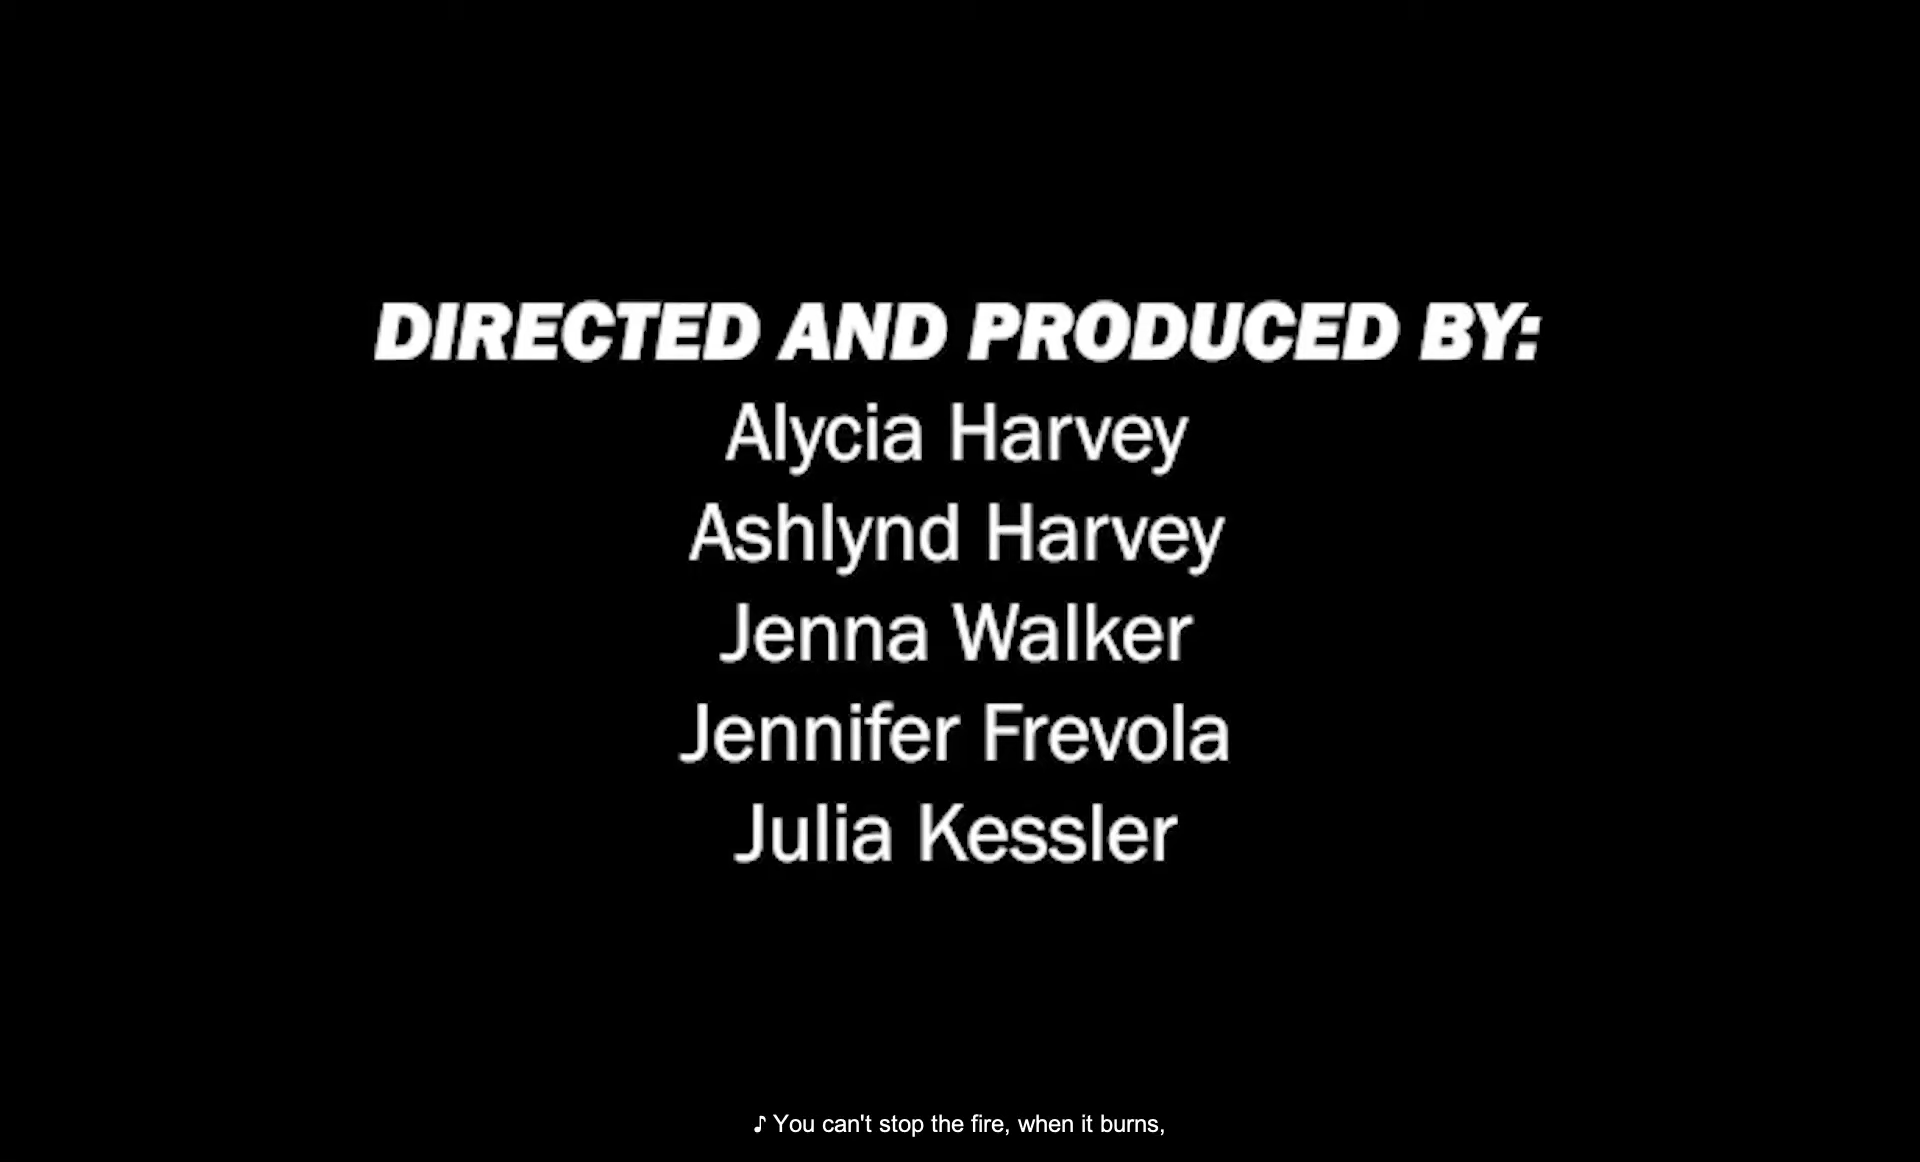 DIRECTED AND PRODUCED BY:
Alycia Harvey
Ashlynd Harvey
Jenna Walker
Jennifer Frevola
Julia Kessler
♪ You can't stop the fire, when it burns,